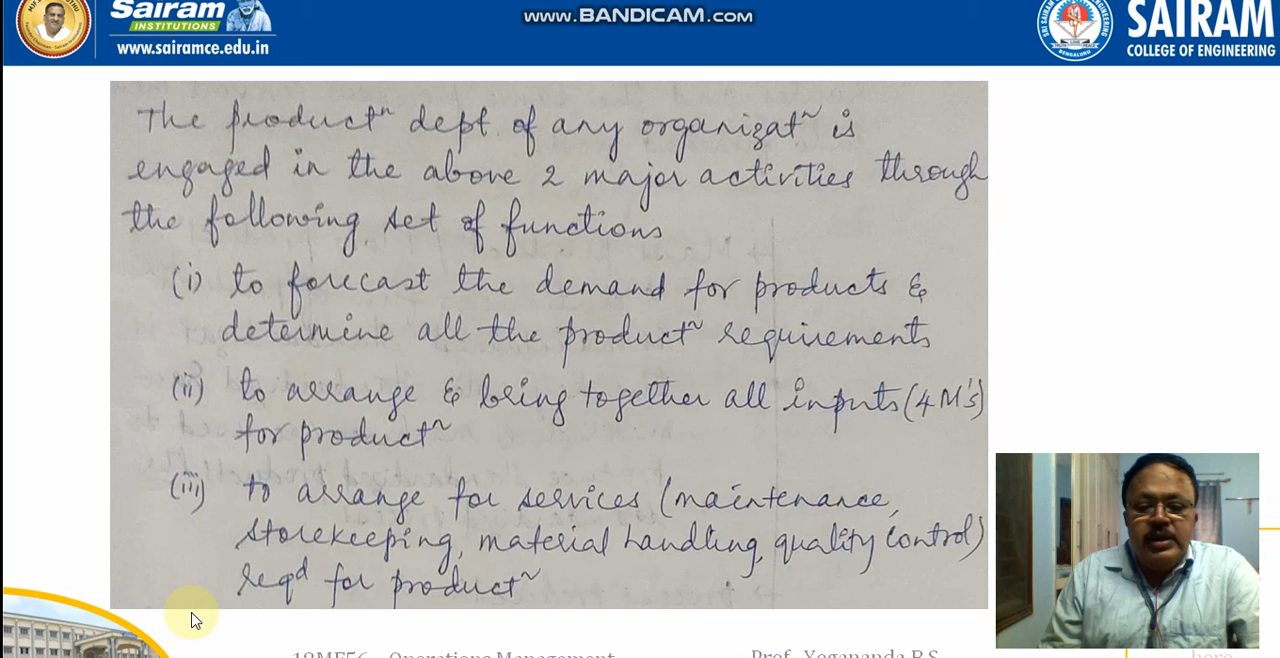 www.BANDICAM.com
Sairam
INSTITUTIONS
www.sairamce.edu.in
SAIRAM
COLLEGE OF ENGINEERING
The productⁿ dept. of any organizatⁿ is
engaged in the above 2 major activities through
the following set of functions
(i) to forecast the demand for products &
determine all the productⁿ requirements
(ii) to arrange & bring together all inputs (4 M's)
for productⁿ
(iii) to arrange for services (maintenance,
storekeeping, material handling, quality control)
reqᵈ for productⁿ
18ME56 Operations Management
Prof. Yogananda B S
here